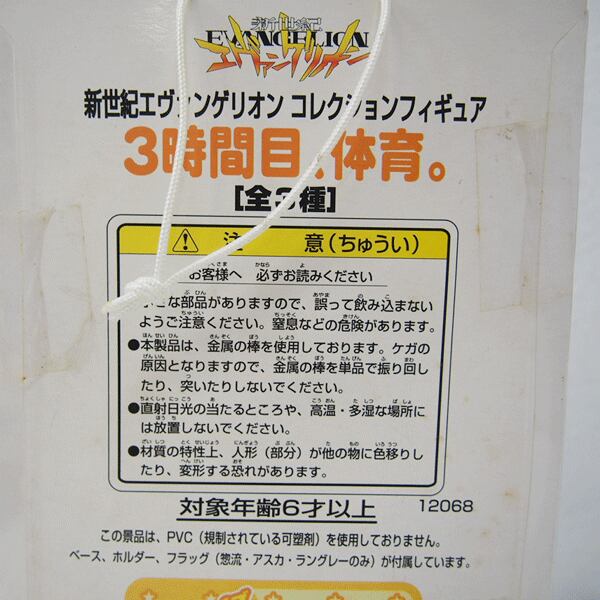 新世紀
EVANGELION
エヴァンゲリオン
新世紀エヴァンゲリオン コレクションフィギュア
3時間目、体育。
[全3種]
注 意(ちゅうい)
お客様へ 必ずお読みください
部品がありますので、誤って飲み込まない
ようご注意ください。窒息などの危険があります。
●本製品は、金属の棒を使用しております。ケガの
原因となりますので、金属の棒を単品で振り回し
たり、突いたりしないでください。
●直射日光の当たるところや、高温・多湿な場所に
は放置しないでください。
●材質の特性上、人形(部分)が他の物に色移りし
たり、変形する恐れがあります。
対象年齢6才以上 12068
この景品は、PVC(規制されている可塑剤)を使用しておりません。
ベース、ホルダー、フラッグ(惣流・アスカ・ラングレーのみ)が付属しています。